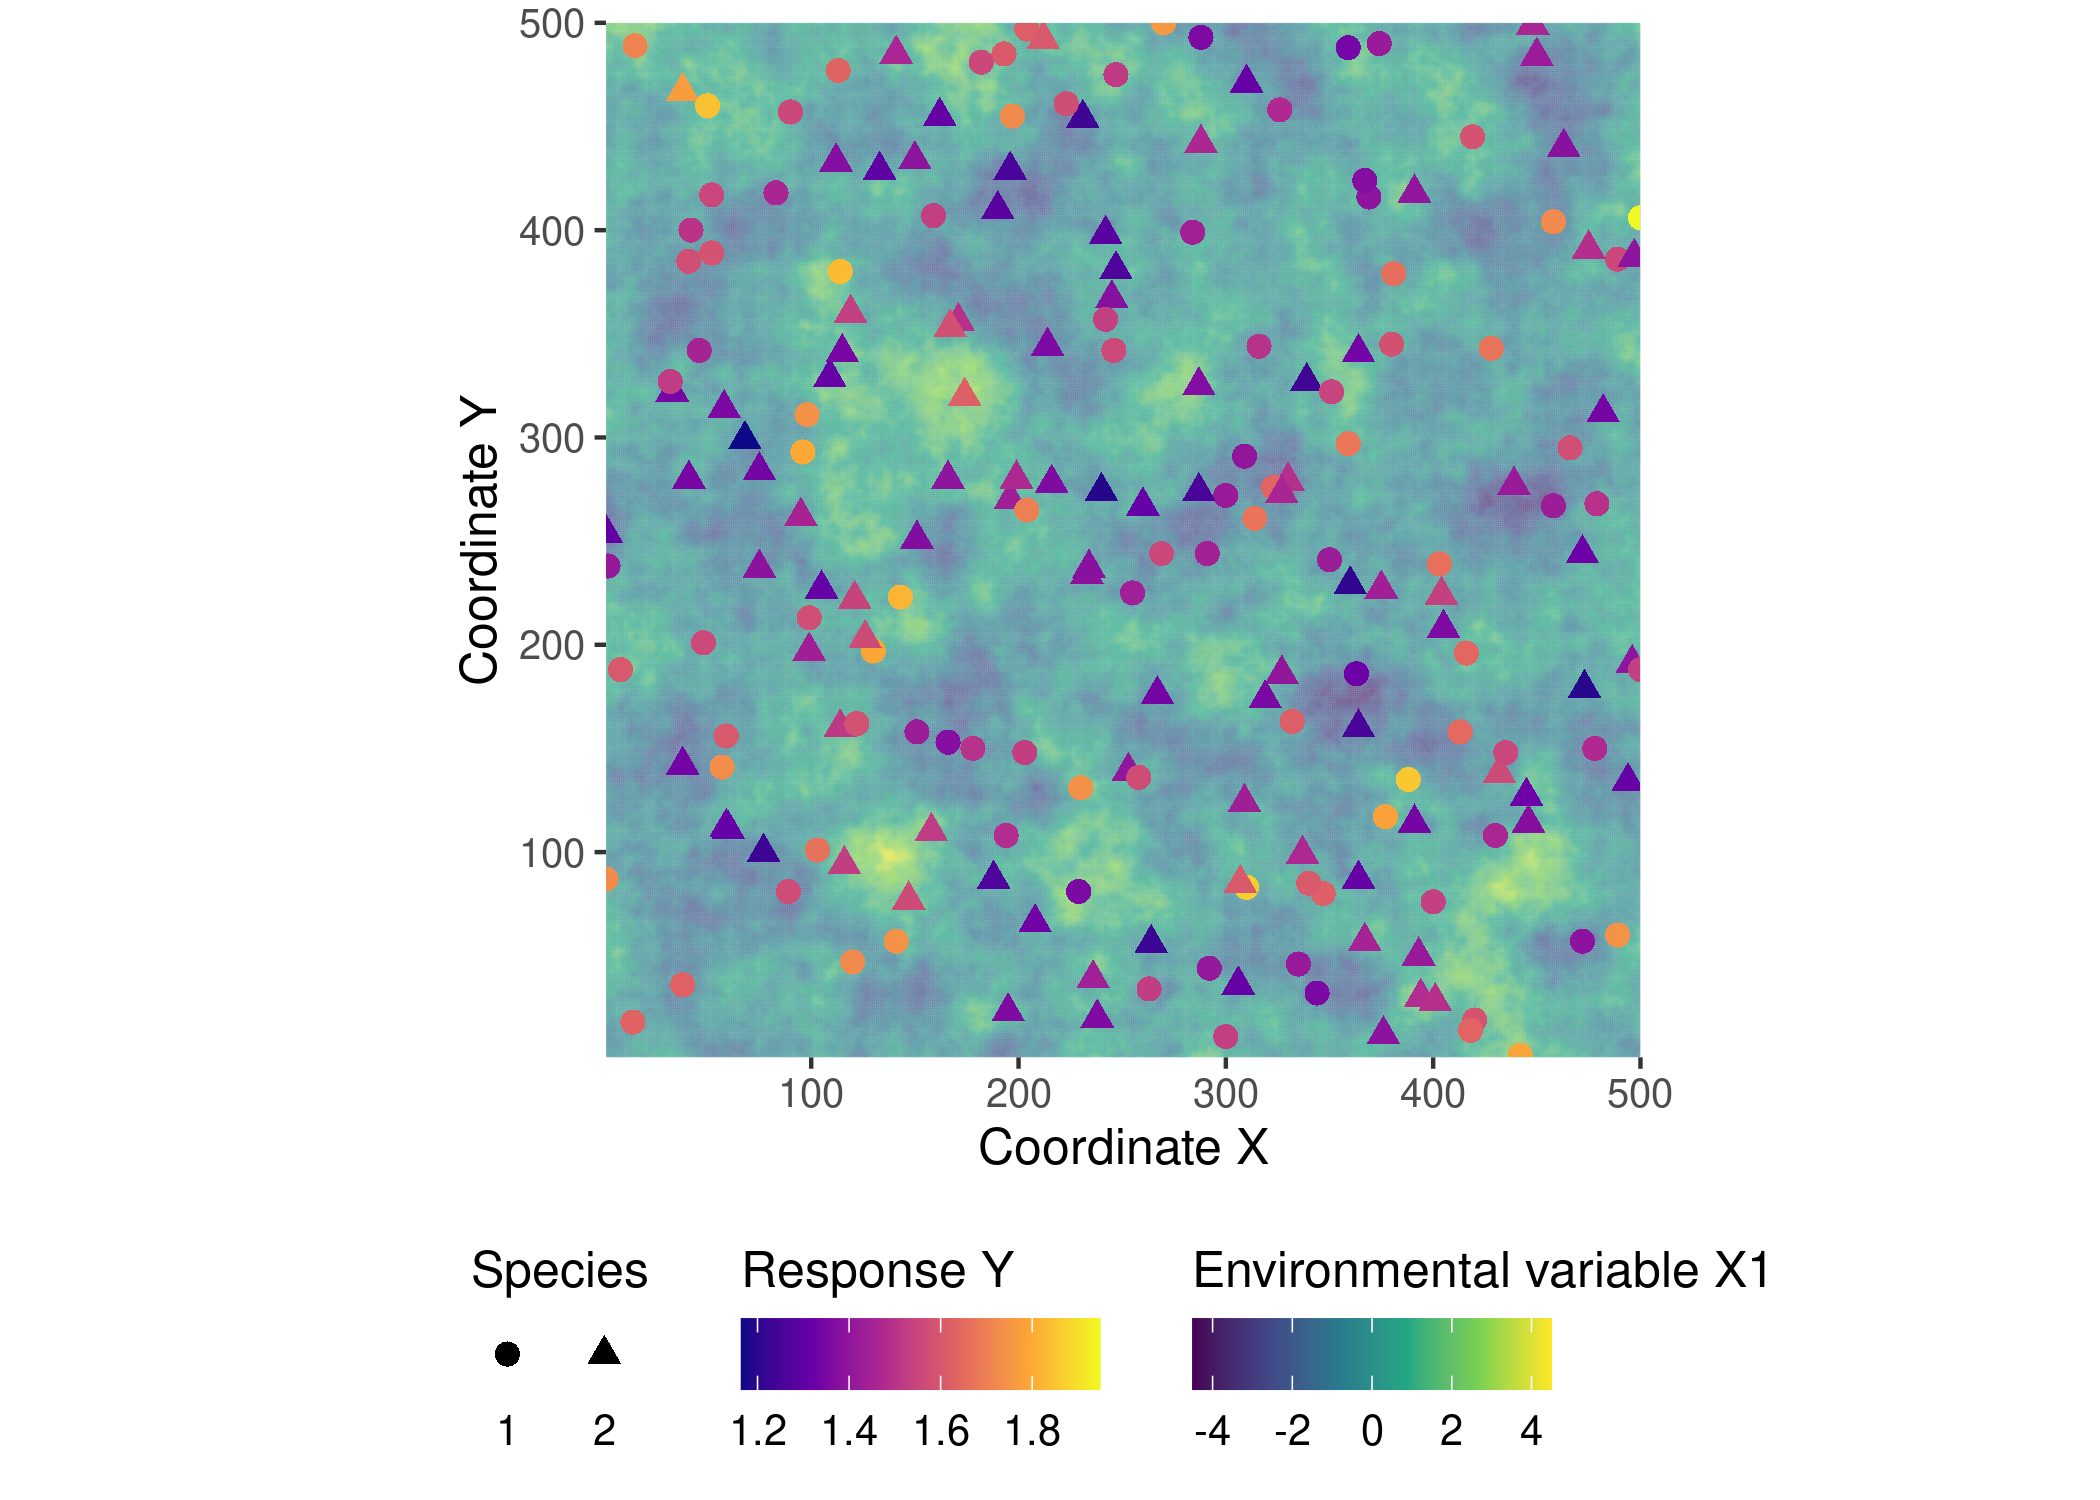 500
400
300
200
100
Coordinate Y
100 200 300 400 500
Coordinate X
Species
1 2
Response Y
1.2 1.4 1.6 1.8
Environmental variable X1
-4 -2 0 2 4